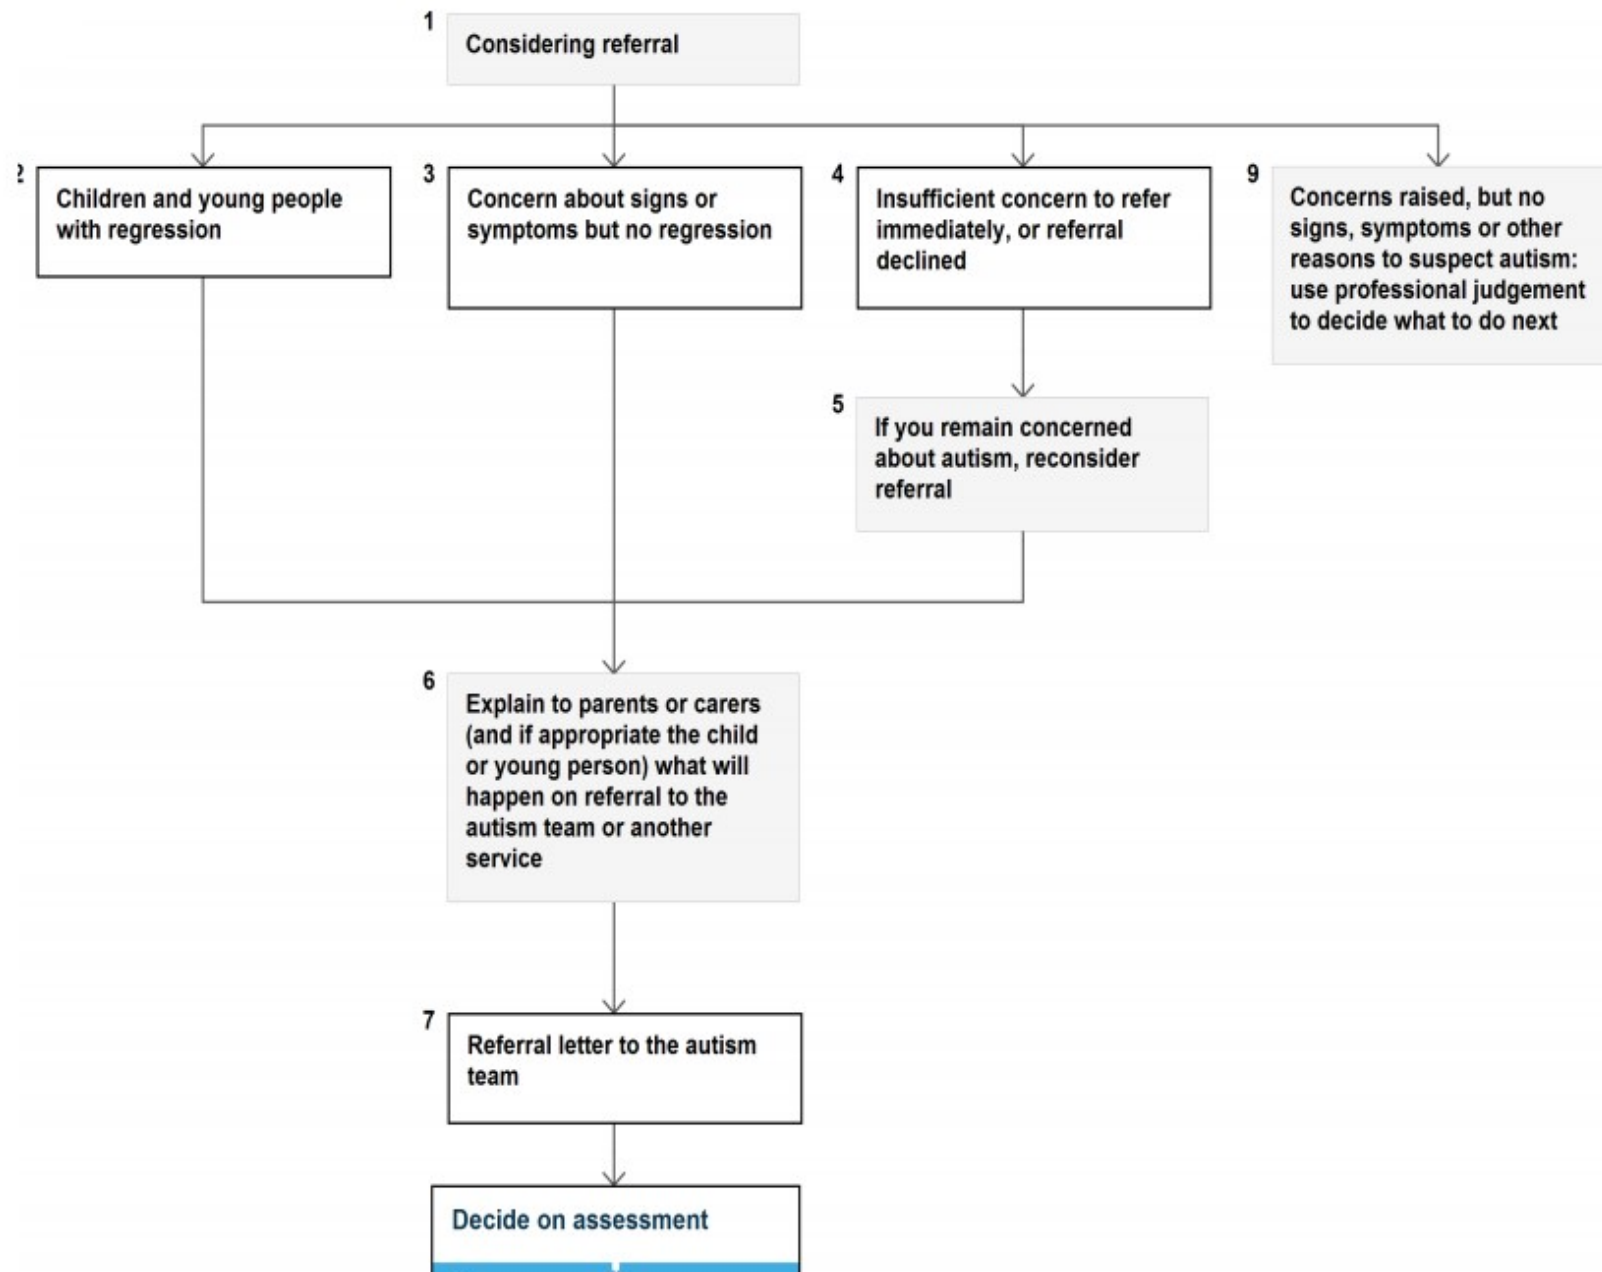 1
Considering referral
2
Children and young people
with regression
3
Concern about signs or
symptoms but no regression
4
Insufficient concern to refer
immediately, or referral
declined
9
Concerns raised, but no
signs, symptoms or other
reasons to suspect autism:
use professional judgement
to decide what to do next
5
If you remain concerned
about autism, reconsider
referral
6
Explain to parents or carers
(and if appropriate the child
or young person) what will
happen on referral to the
autism team or another
service
7
Referral letter to the autism
team
Decide on assessment